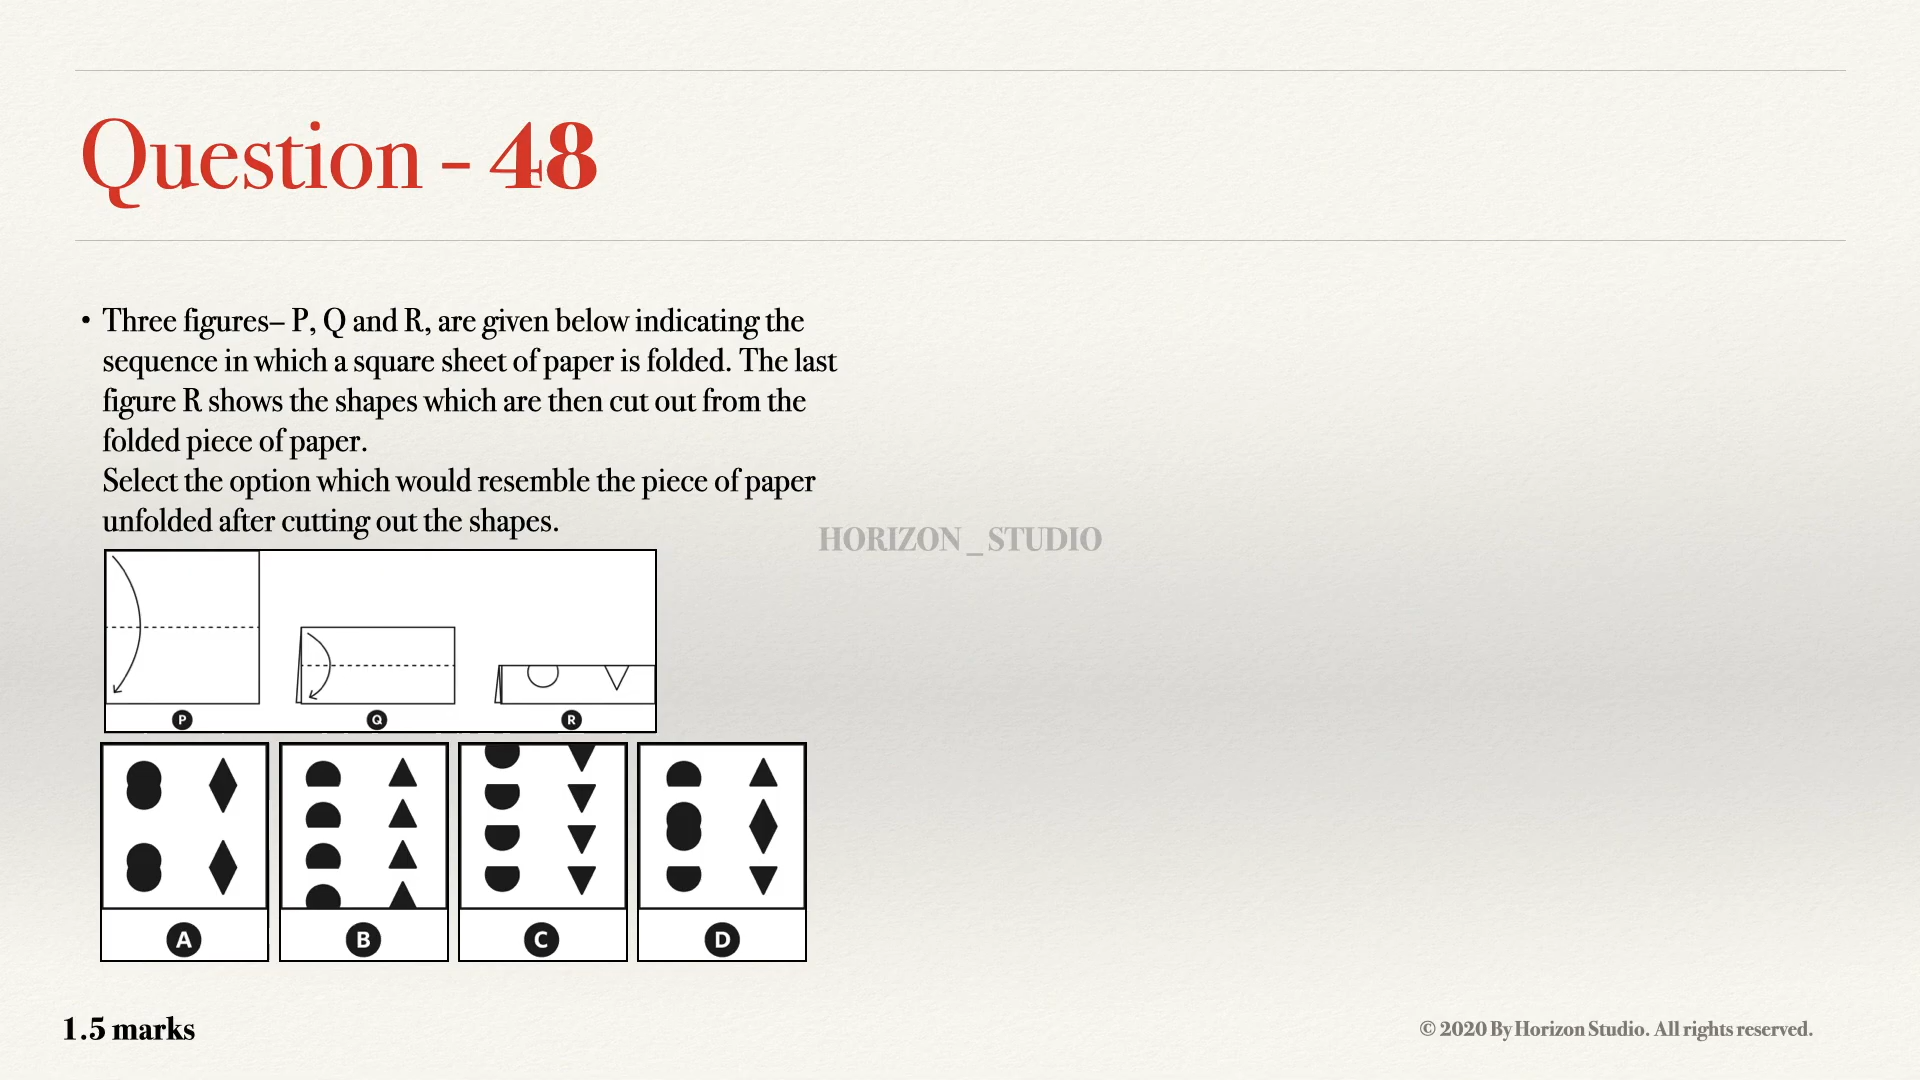 Question - 48
• Three figures– P, Q and R, are given below indicating the
sequence in which a square sheet of paper is folded. The last
figure R shows the shapes which are then cut out from the
folded piece of paper.
Select the option which would resemble the piece of paper
unfolded after cutting out the shapes.
HORIZON _ STUDIO
P Q R
A B C D
1.5 marks
© 2020 By Horizon Studio. All rights reserved.